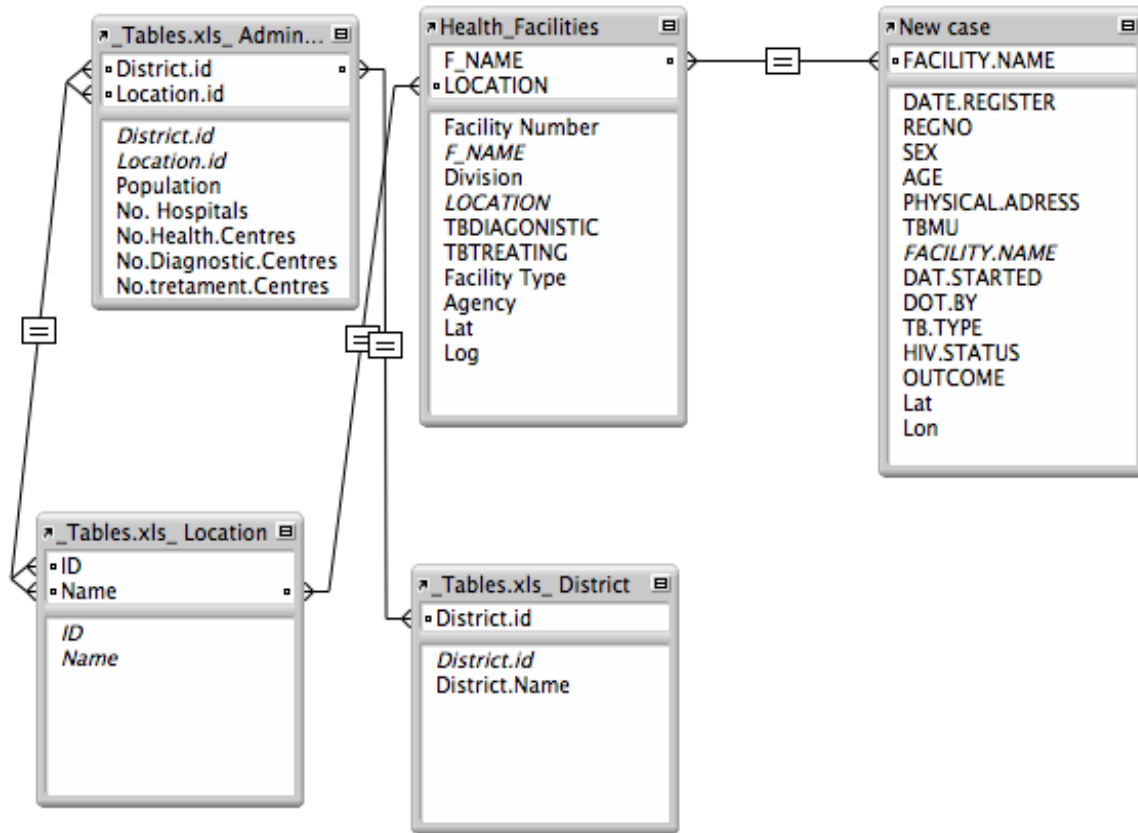 _Tables.xls_ Admin...
District.id
Location.id
District.id
Location.id
Population
No. Hospitals
No.Health.Centres
No.Diagnostic.Centres
No.tretament.Centres
Health_Facilities
F_NAME
LOCATION
Facility Number
F_NAME
Division
LOCATION
TBDIAGONISTIC
TBTREATING
Facility Type
Agency
Lat
Log
New case
FACILITY.NAME
DATE.REGISTER
REGNO
SEX
AGE
PHYSICAL.ADRESS
TBMU
FACILITY.NAME
DAT.STARTED
DOT.BY
TB.TYPE
HIV.STATUS
OUTCOME
Lat
Lon
_Tables.xls_ Location
ID
Name
ID
Name
_Tables.xls_ District
District.id
District.id
District.Name